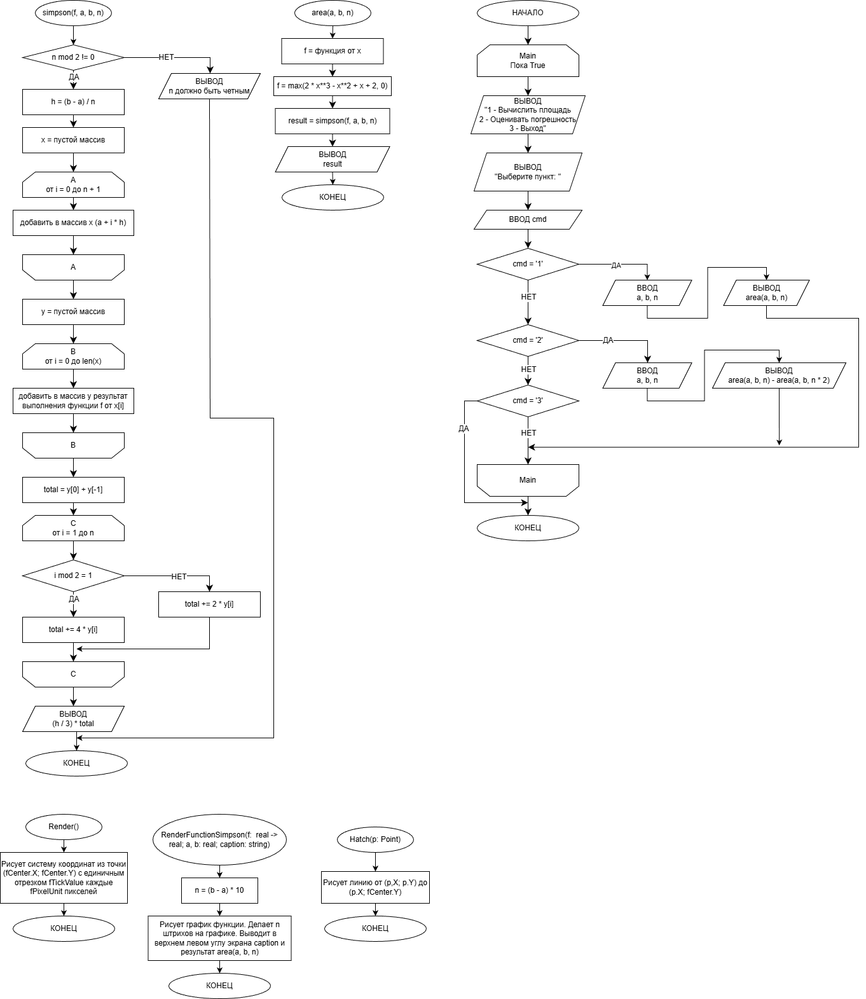 simpson(f, a, b, n)
n mod 2 != 0
НЕТ
ДА
ВЫВОД
n должно быть четным
h = (b - a) / n
x = пустой массив
A
от i = 0 до n + 1
добавить в массив x (a + i * h)
A
y = пустой массив
B
от i = 0 до len(x)
добавить в массив y результат
выполнения функции f от x[i]
B
total = y[0] + y[-1]
C
от i = 1 до n
i mod 2 = 1
НЕТ
ДА
total += 2 * y[i]
total += 4 * y[i]
C
ВЫВОД
(h / 3) * total
КОНЕЦ
area(a, b, n)
f = функция от x
f = max(2 * x**3 - x**2 + x + 2, 0)
result = simpson(f, a, b, n)
ВЫВОД
result
КОНЕЦ
НАЧАЛО
Main
Пока True
ВЫВОД
"1 - Вычислить площадь
2 - Оценивать погрешность
3 - Выход"
ВЫВОД
"Выберите пункт: "
ВВОД cmd
cmd = '1'
ДА
ВВОД
a, b, n
ВЫВОД
area(a, b, n)
НЕТ
cmd = '2'
ДА
ВВОД
a, b, n
ВЫВОД
area(a, b, n) - area(a, b, n * 2)
НЕТ
cmd = '3'
ДА
НЕТ
Main
КОНЕЦ
Render()
Рисует систему координат из точки
(fCenter.X; fCenter.Y) с единичным
отрезком fTickValue каждые
fPixelUnit пикселей
КОНЕЦ
RenderFunctionSimpson(f: real ->
real; a, b: real; caption: string)
n = (b - a) * 10
Рисует график функции. Делает n
штрихов на графике. Выводит в
верхнем левом углу экрана caption и
результат area(a, b, n)
КОНЕЦ
Hatch(p: Point)
Рисует линию от (p,X; p.Y) до
(p.X; fCenter.Y)
КОНЕЦ